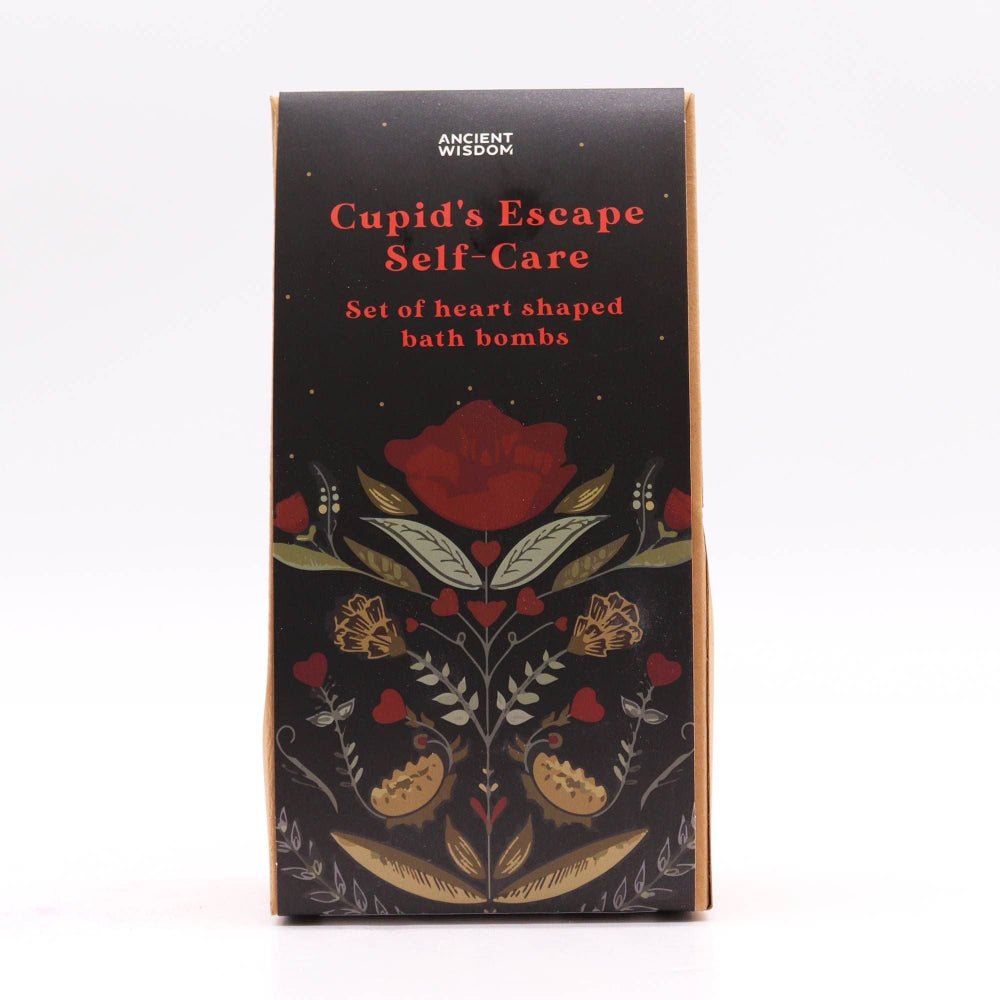 ANCIENT
WISDOM
Cupid's Escape
Self-Care
Set of heart shaped
bath bombs